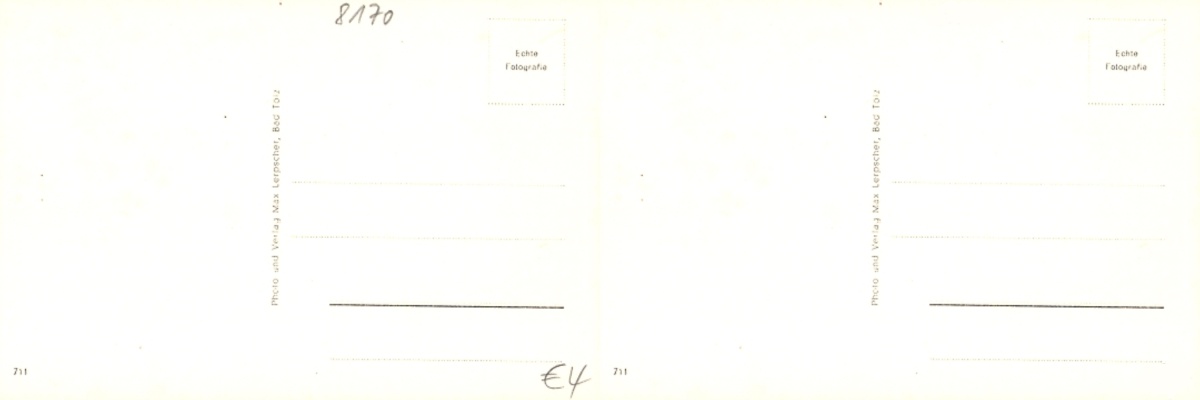 8170
Echte
Fotografie
Photo und Verlag Max Lerpscher, Bad Tölz
711
€4
Echte
Fotografie
Photo und Verlag Max Lerpscher, Bad Tölz
711